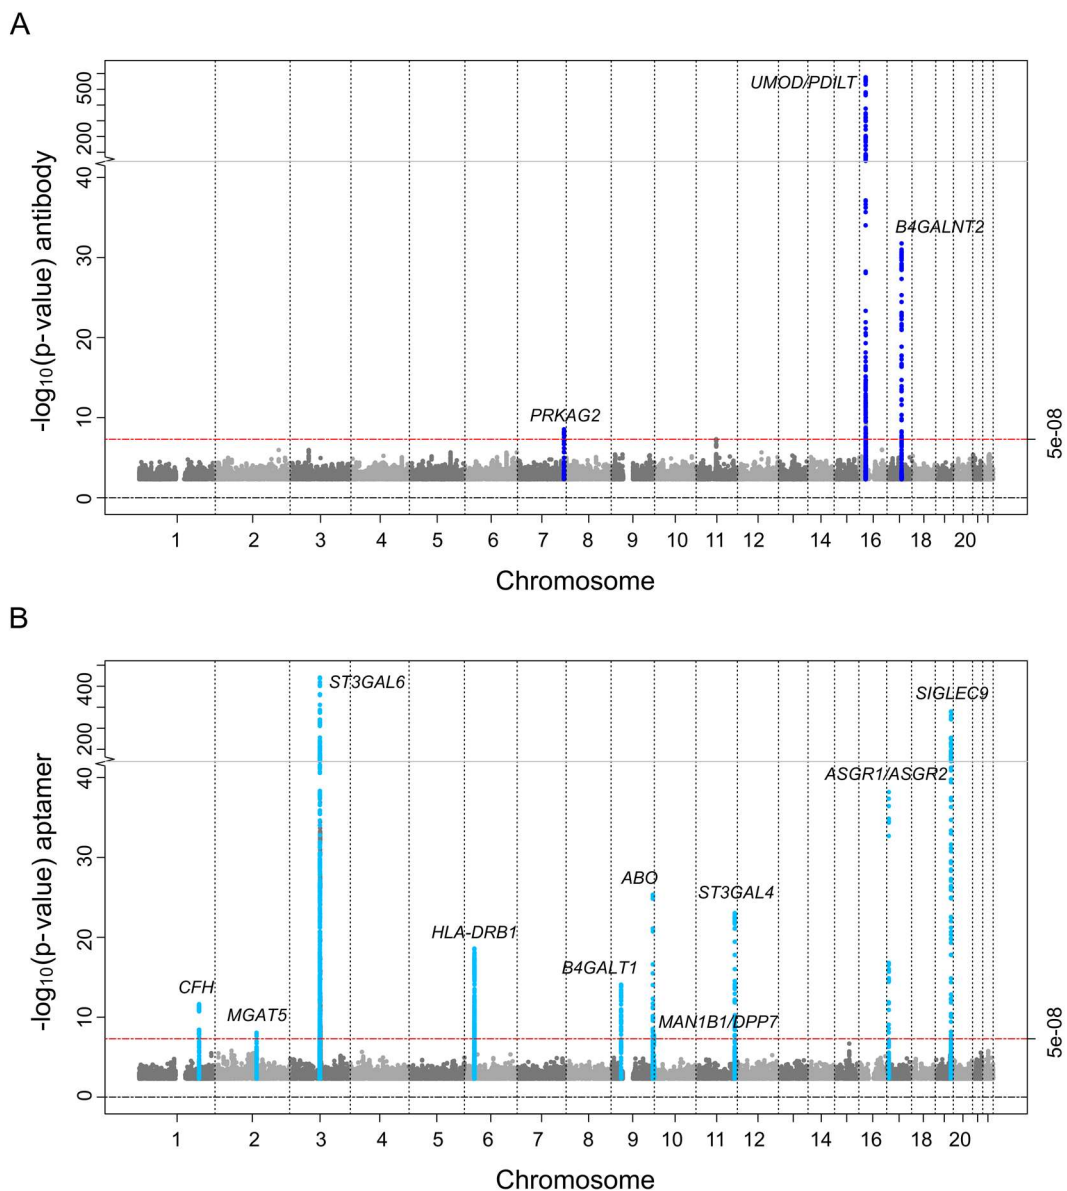 A
-log10(p-value) antibody
500
200
40
30
20
10
0
UMOD/PDILT
B4GALNT2
PRKAG2
5e-08
1 2 3 4 5 6 7 8 9 10 11 12 14 16 18 20
Chromosome
B
-log10(p-value) aptamer
400
200
40
30
20
10
0
ST3GAL6
SIGLEC9
ASGR1/ASGR2
ABO
ST3GAL4
HLA-DRB1
B4GALT1
CFH
MGAT5
MAN1B1/DPP7
5e-08
1 2 3 4 5 6 7 8 9 10 11 12 14 16 18 20
Chromosome